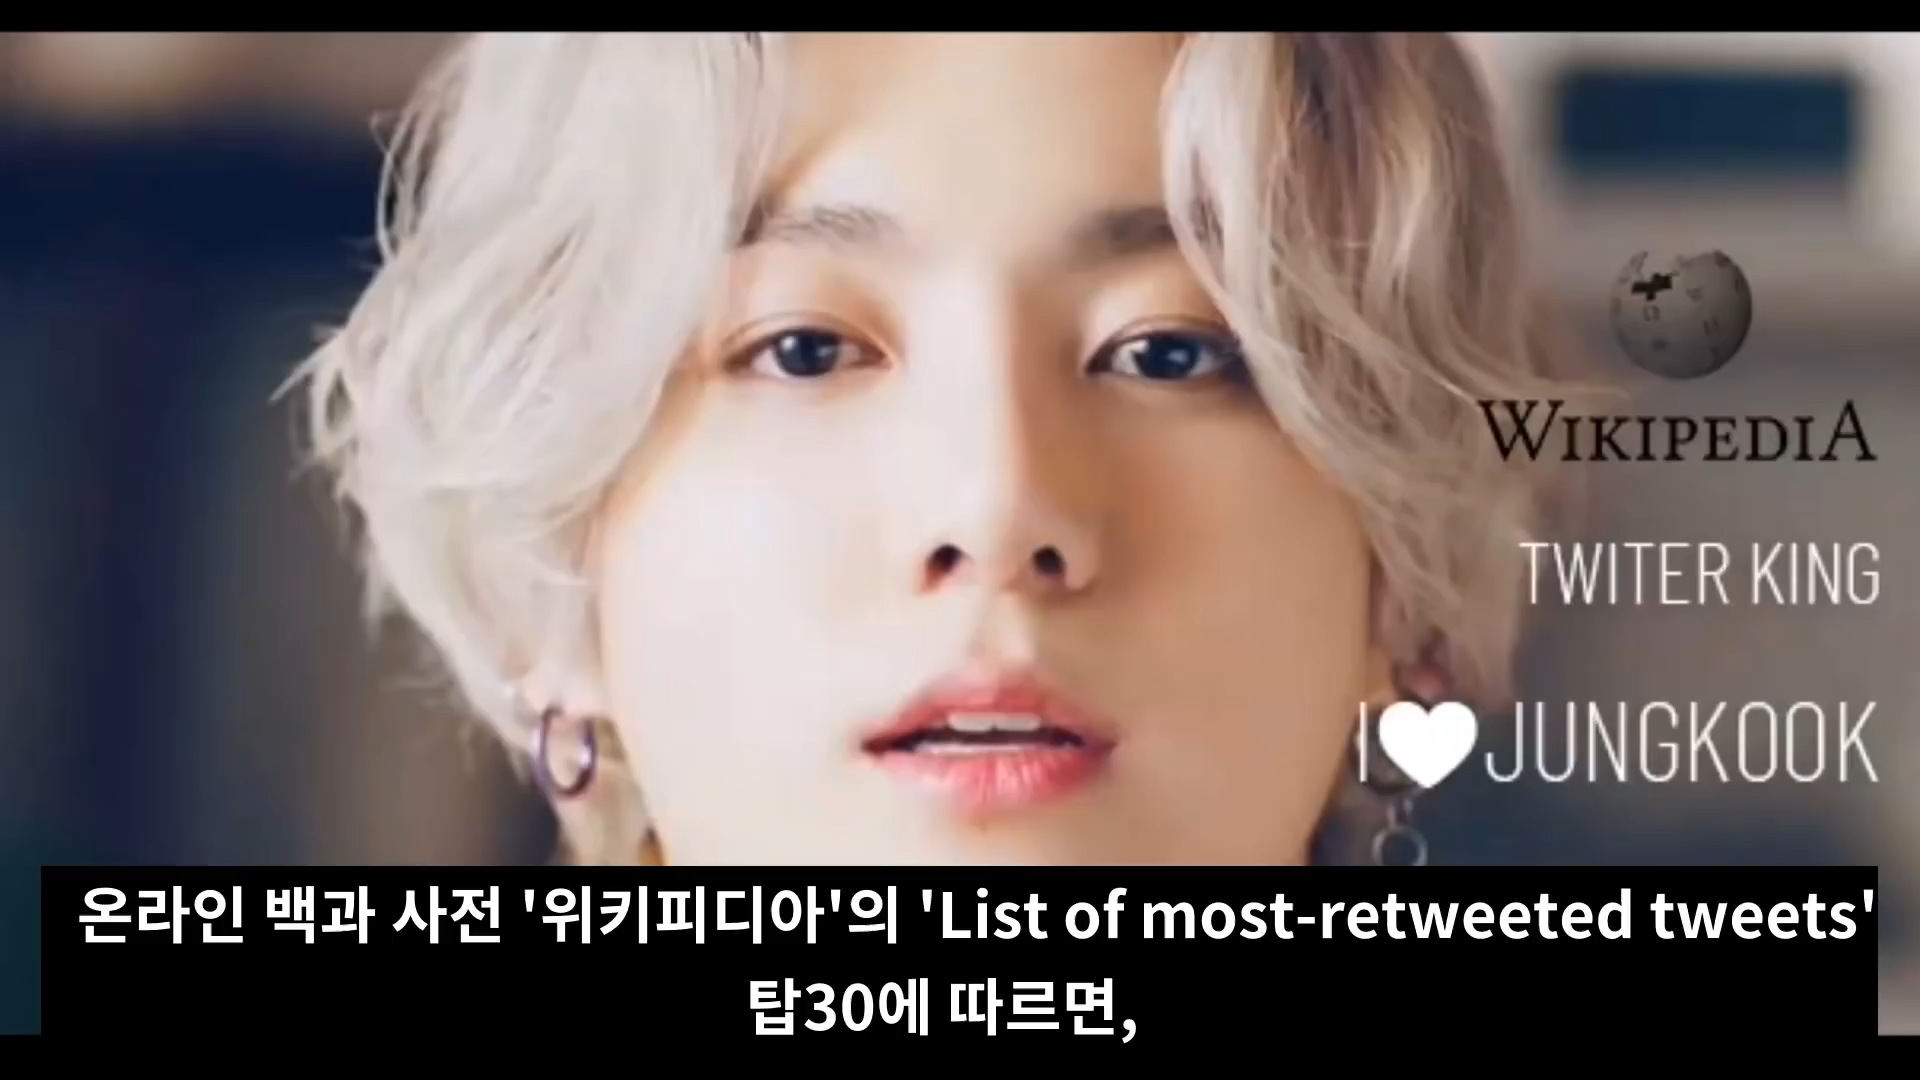 WIKIPEDIA
TWITER KING
I🤍JUNGKOOK
온라인 백과 사전 '위키피디아'의 'List of most-retweeted tweets'
탑30에 따르면,